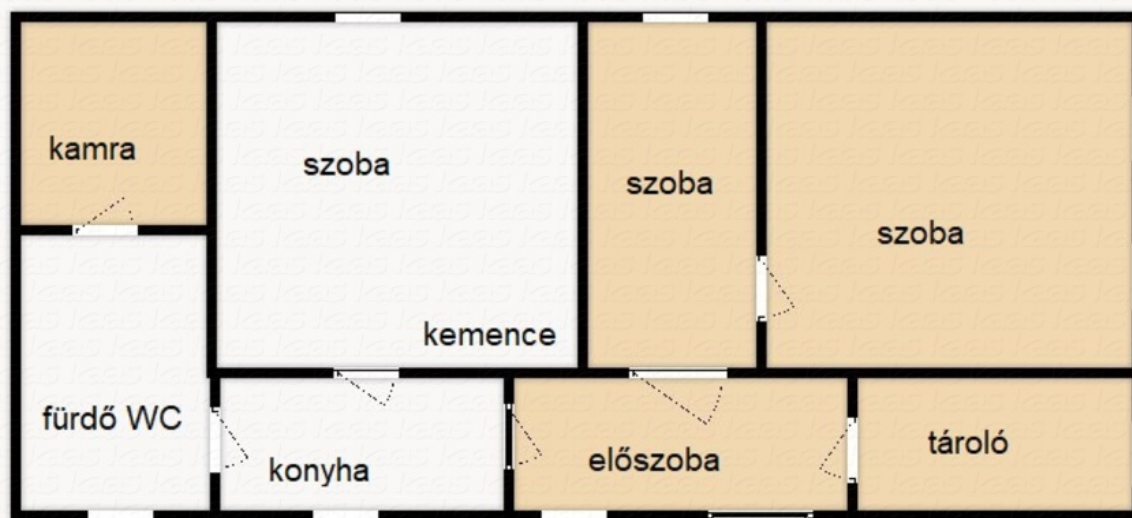 kamra
szoba
szoba
szoba
kemence
fürdő WC
konyha
előszoba
tároló